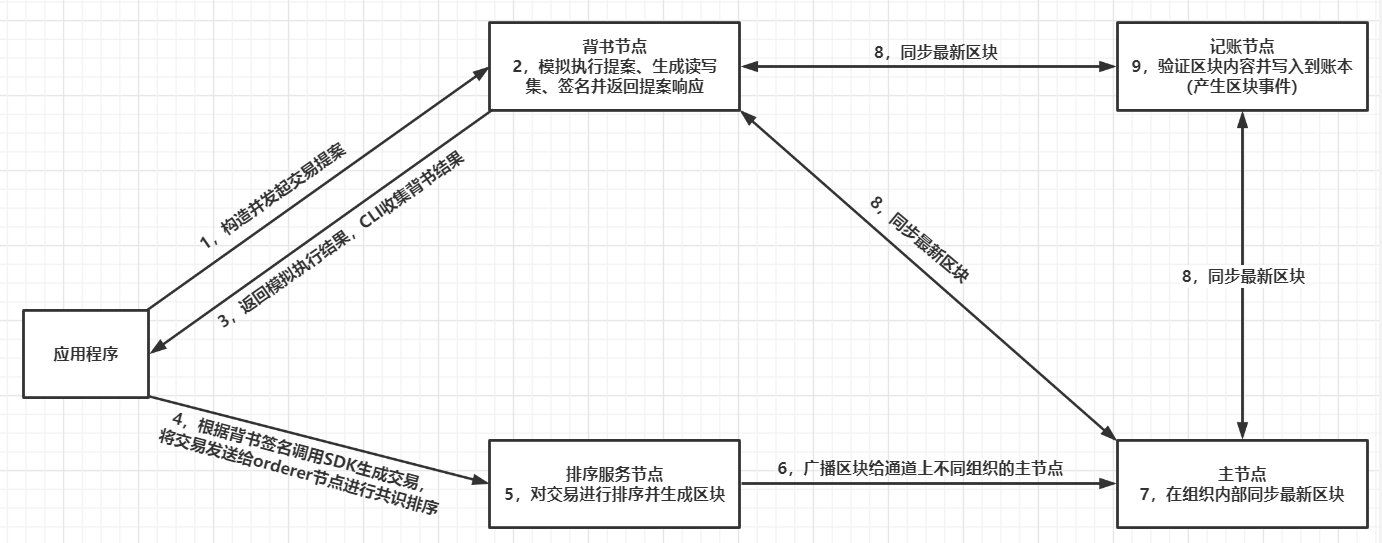 背书节点
2，模拟执行提案、生成读写
集、签名并返回提案响应
8，同步最新区块
记账节点
9，验证区块内容并写入到账本
(产生区块事件)
1，构造并发起交易提案
3，返回模拟执行结果，CLI收集背书结果
8，同步最新区块
8，同步最新区块
应用程序
4，根据背书签名调用SDK生成交易，
将交易发送给orderer节点进行共识排序
排序服务节点
5，对交易进行排序并生成区块
6，广播区块给通道上不同组织的主节点
主节点
7，在组织内部同步最新区块